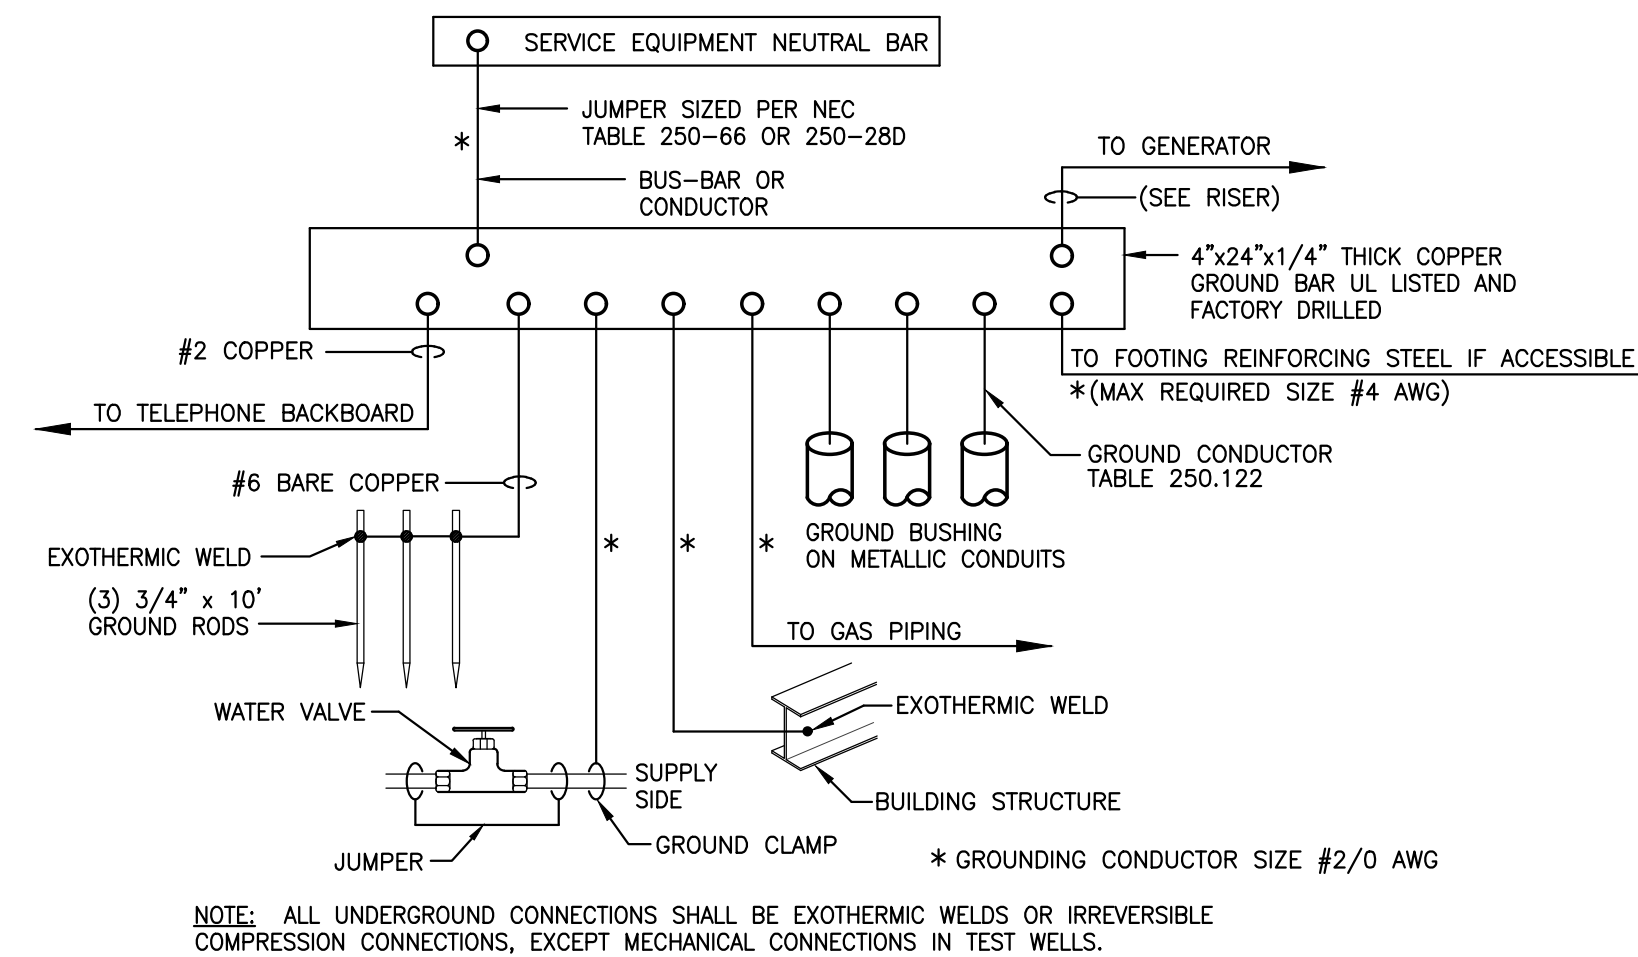 SERVICE EQUIPMENT NEUTRAL BAR
JUMPER SIZED PER NEC
TABLE 250-66 OR 250-28D
*
BUS-BAR OR
CONDUCTOR
TO GENERATOR
(SEE RISER)
4"x24"x1/4" THICK COPPER
GROUND BAR UL LISTED AND
FACTORY DRILLED
#2 COPPER
TO TELEPHONE BACKBOARD
TO FOOTING REINFORCING STEEL IF ACCESSIBLE
*(MAX REQUIRED SIZE #4 AWG)
GROUND CONDUCTOR
TABLE 250.122
#6 BARE COPPER
GROUND BUSHING
ON METALLIC CONDUITS
* * *
EXOTHERMIC WELD
(3) 3/4" x 10'
GROUND RODS
TO GAS PIPING
WATER VALVE
EXOTHERMIC WELD
SUPPLY
SIDE
BUILDING STRUCTURE
GROUND CLAMP
JUMPER
* GROUNDING CONDUCTOR SIZE #2/0 AWG
NOTE: ALL UNDERGROUND CONNECTIONS SHALL BE EXOTHERMIC WELDS OR IRREVERSIBLE
COMPRESSION CONNECTIONS, EXCEPT MECHANICAL CONNECTIONS IN TEST WELLS.